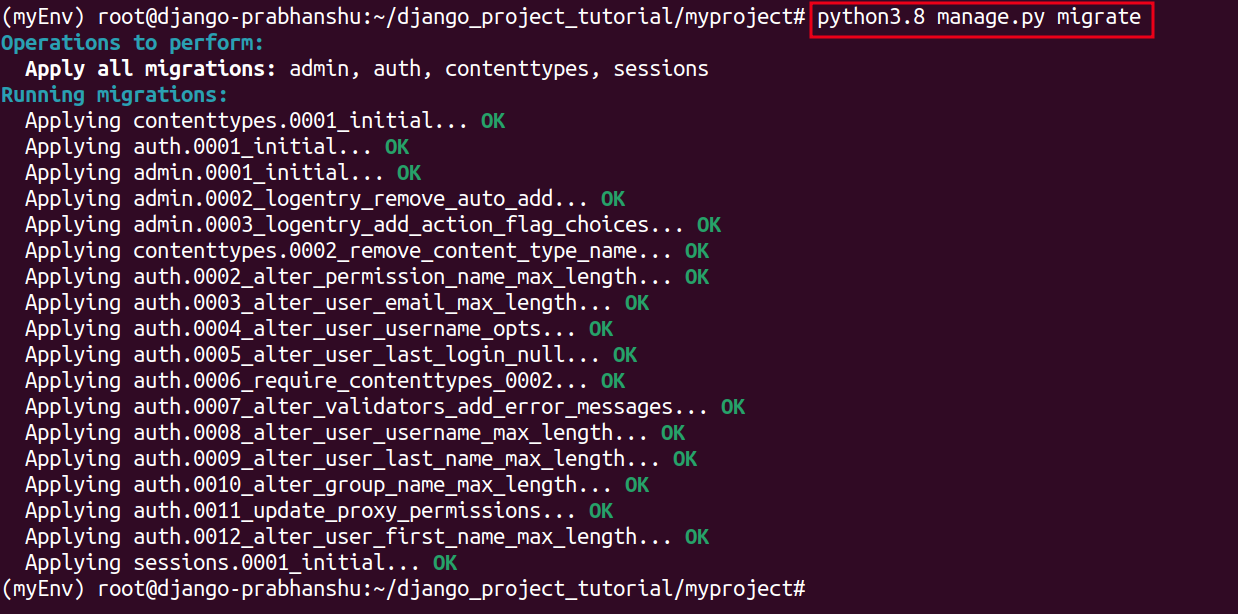 (myEnv) root@django-prabhanshu:~/django_project_tutorial/myproject# python3.8 manage.py migrate
Operations to perform:
  Apply all migrations: admin, auth, contenttypes, sessions
Running migrations:
  Applying contenttypes.0001_initial... OK
  Applying auth.0001_initial... OK
  Applying admin.0001_initial... OK
  Applying admin.0002_logentry_remove_auto_add... OK
  Applying admin.0003_logentry_add_action_flag_choices... OK
  Applying contenttypes.0002_remove_content_type_name... OK
  Applying auth.0002_alter_permission_name_max_length... OK
  Applying auth.0003_alter_user_email_max_length... OK
  Applying auth.0004_alter_user_username_opts... OK
  Applying auth.0005_alter_user_last_login_null... OK
  Applying auth.0006_require_contenttypes_0002... OK
  Applying auth.0007_alter_validators_add_error_messages... OK
  Applying auth.0008_alter_user_username_max_length... OK
  Applying auth.0009_alter_user_last_name_max_length... OK
  Applying auth.0010_alter_group_name_max_length... OK
  Applying auth.0011_update_proxy_permissions... OK
  Applying auth.0012_alter_user_first_name_max_length... OK
  Applying sessions.0001_initial... OK
(myEnv) root@django-prabhanshu:~/django_project_tutorial/myproject#